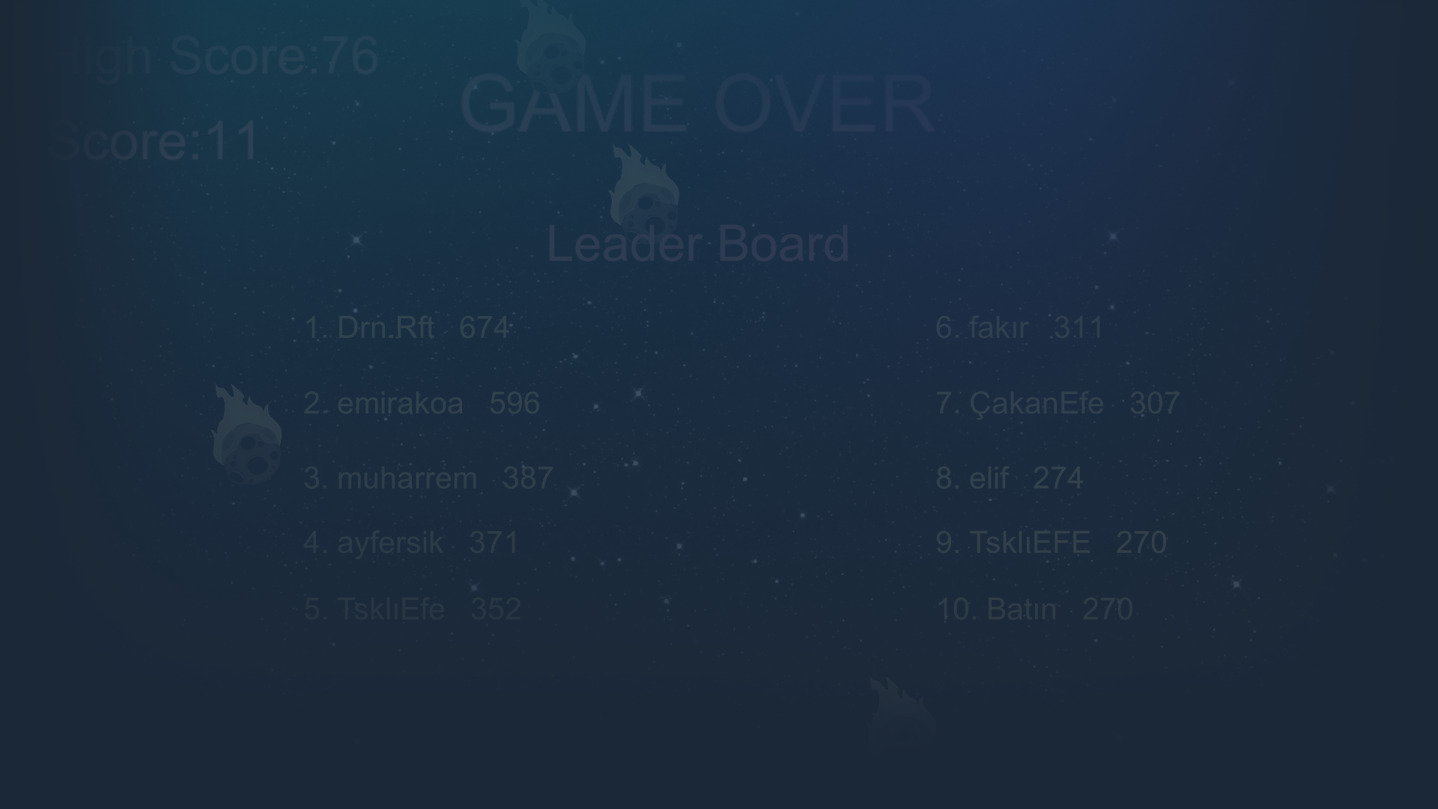 High Score:76
GAME OVER
Score:11
Leader Board
1. Drn.Rft 674
2. emirakoa 596
3. muharrem 387
4. ayfersik 371
5. TsklıEfe 352
6. fakır 311
7. ÇakanEfe 307
8. elif 274
9. TsklıEFE 270
10. Batın 270